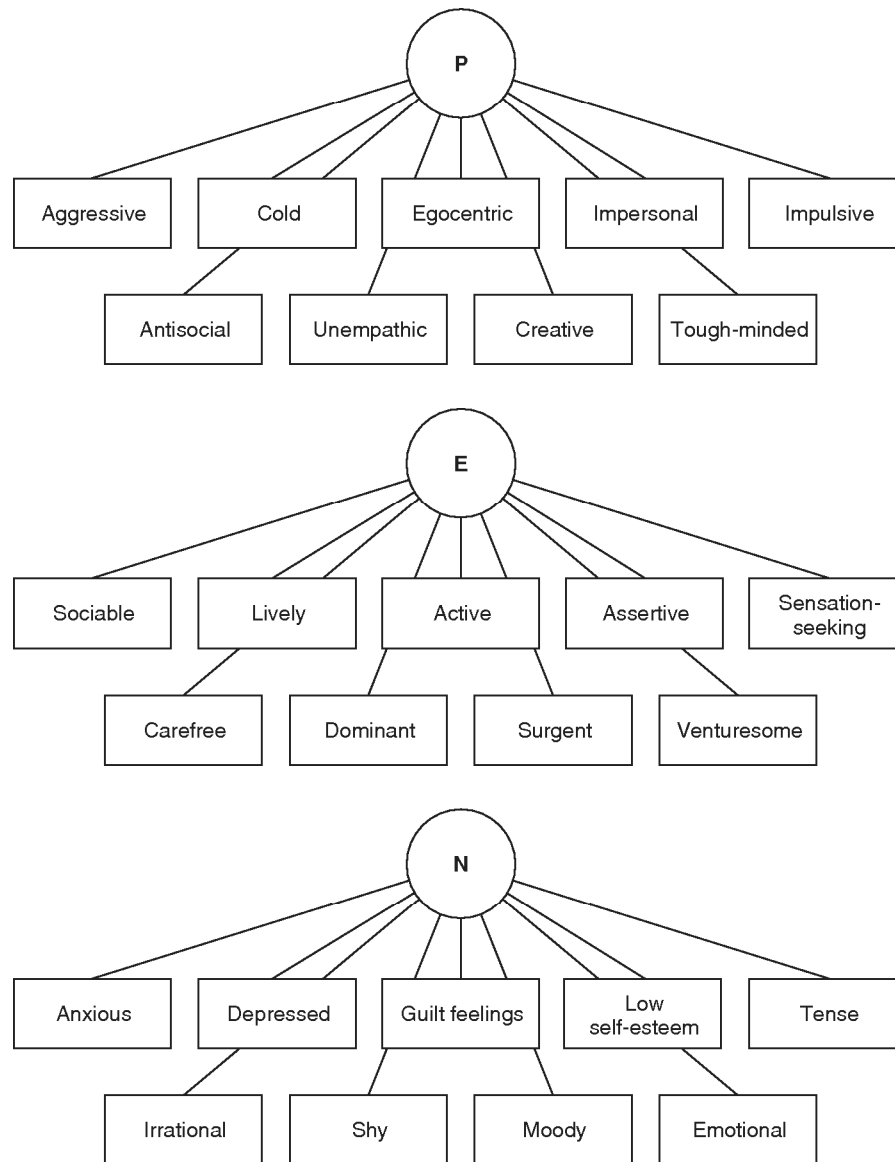 P
Aggressive
Cold
Egocentric
Impersonal
Impulsive
Antisocial
Unempathic
Creative
Tough-minded
E
Sociable
Lively
Active
Assertive
Sensation-
seeking
Carefree
Dominant
Surgent
Venturesome
N
Anxious
Depressed
Guilt feelings
Low
self-esteem
Tense
Irrational
Shy
Moody
Emotional